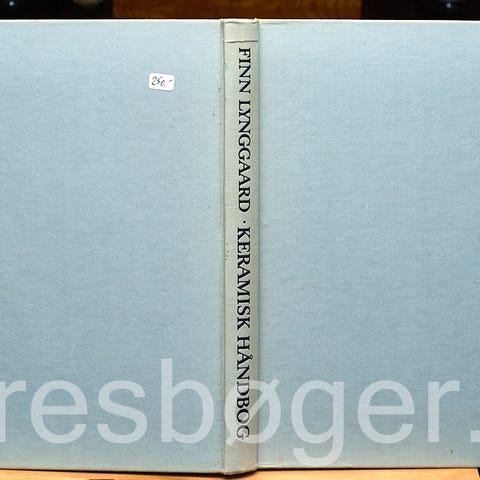 250.-
FINN LYNGGAARD · KERAMISK HÅNDBOG
resbøger.